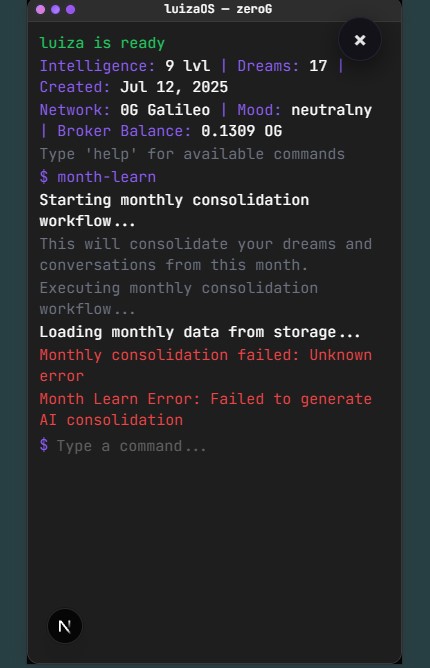 luizaOS — zeroG
luiza is ready
Intelligence: 9 lvl | Dreams: 17 |
Created: Jul 12, 2025
Network: 0G Galileo | Mood: neutralny
| Broker Balance: 0.1309 OG
Type 'help' for available commands
$ month-learn
Starting monthly consolidation
workflow...
This will consolidate your dreams and
conversations from this month.
Executing monthly consolidation
workflow...
Loading monthly data from storage...
Monthly consolidation failed: Unknown
error
Month Learn Error: Failed to generate
AI consolidation
$ Type a command...
N